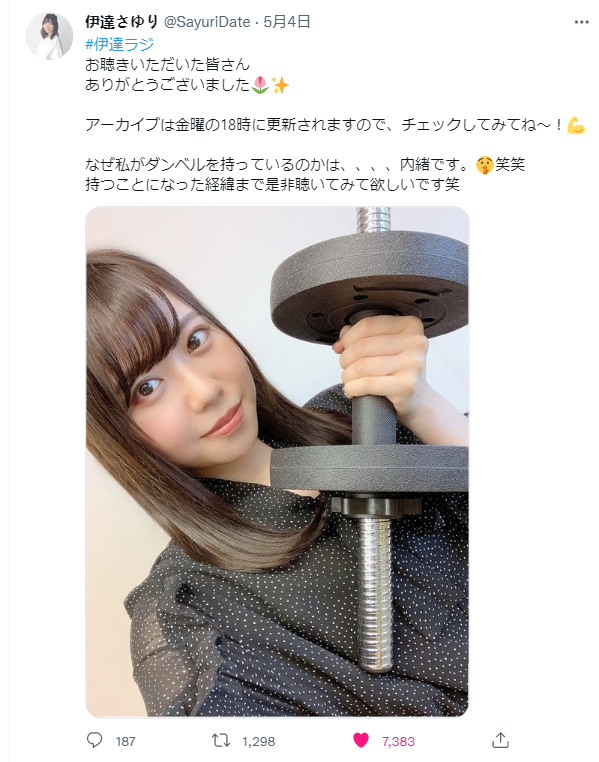 伊達さゆり @SayuriDate · 5月4日
#伊達ラジ
お聴きいただいた皆さん
ありがとうございました🌷✨
アーカイブは金曜の18時に更新されますので、チェックしてみてね〜！💪
なぜ私がダンベルを持っているのかは、、、、内緒です。🤫笑笑
持つことになった経緯まで是非聴いてみて欲しいです笑
187 1,298 7,383